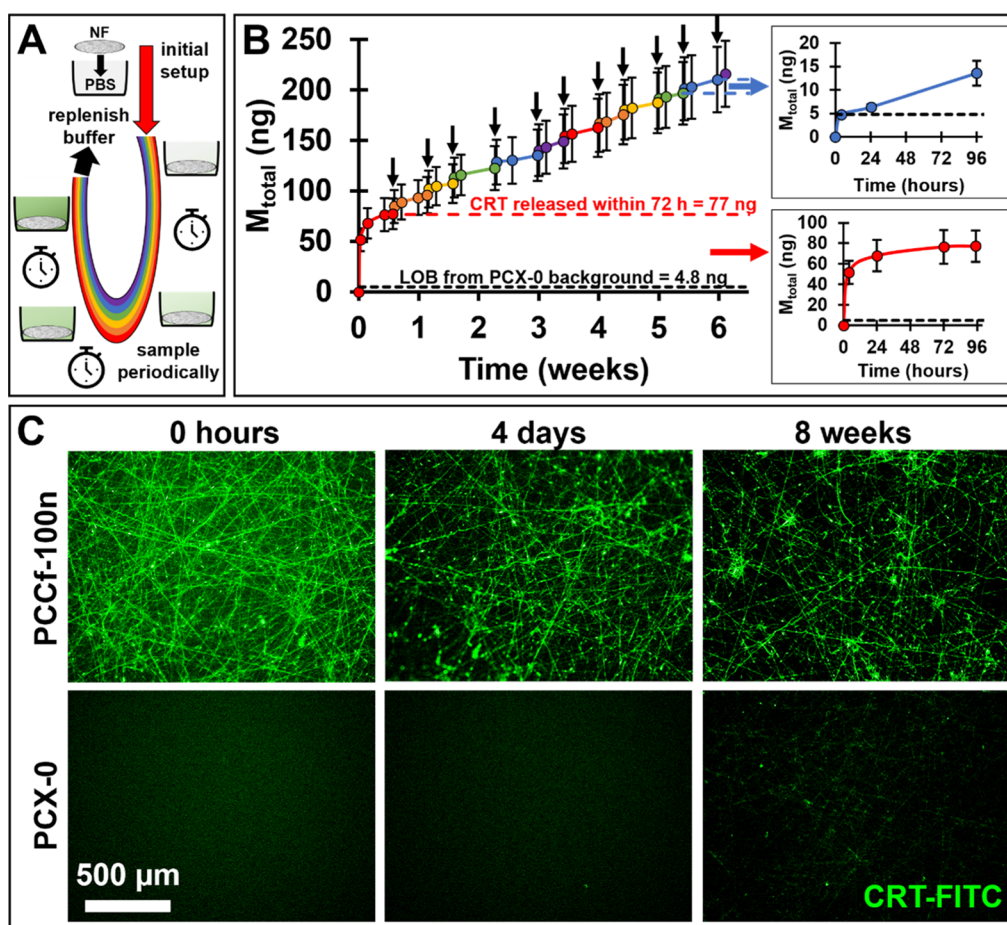 A
NF
PBS
initial
setup
replenish
buffer
sample
periodically
B
M_total (ng)
250
200
150
100
50
0
CRT released within 72 h = 77 ng
LOB from PCX-0 background = 4.8 ng
0 1 2 3 4 5 6
Time (weeks)
M_total (ng)
20
15
10
5
0
0 24 48 72 96
Time (hours)
M_total (ng)
100
80
60
40
20
0
0 24 48 72 96
Time (hours)
C
0 hours 4 days 8 weeks
PCCf-100n
PCX-0
500 µm
CRT-FITC